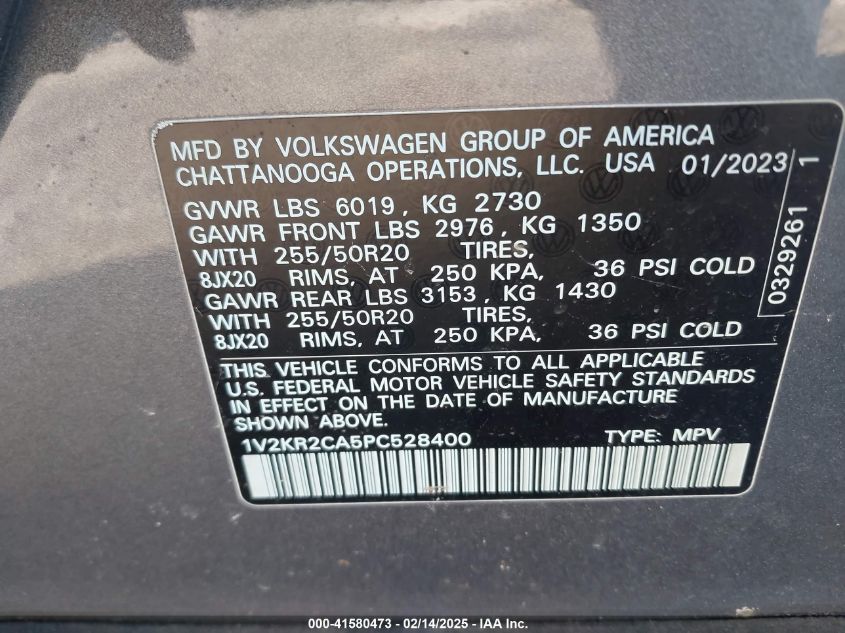 MFD BY VOLKSWAGEN GROUP OF AMERICA
CHATTANOOGA OPERATIONS, LLC. USA 01/2023
GVWR LBS 6019, KG 2730
GAWR FRONT LBS 2976, KG 1350
WITH 255/50R20 TIRES,
8JX20 RIMS, AT 250 KPA, 36 PSI COLD
GAWR REAR LBS 3153, KG 1430
WITH 255/50R20 TIRES,
8JX20 RIMS, AT 250 KPA, 36 PSI COLD
0329261 1
THIS VEHICLE CONFORMS TO ALL APPLICABLE
U.S. FEDERAL MOTOR VEHICLE SAFETY STANDARDS
IN EFFECT ON THE DATE OF MANUFACTURE
SHOWN ABOVE.
1V2KR2CA5PC528400 TYPE: MPV
000-41580473 - 02/14/2025 - IAA Inc.